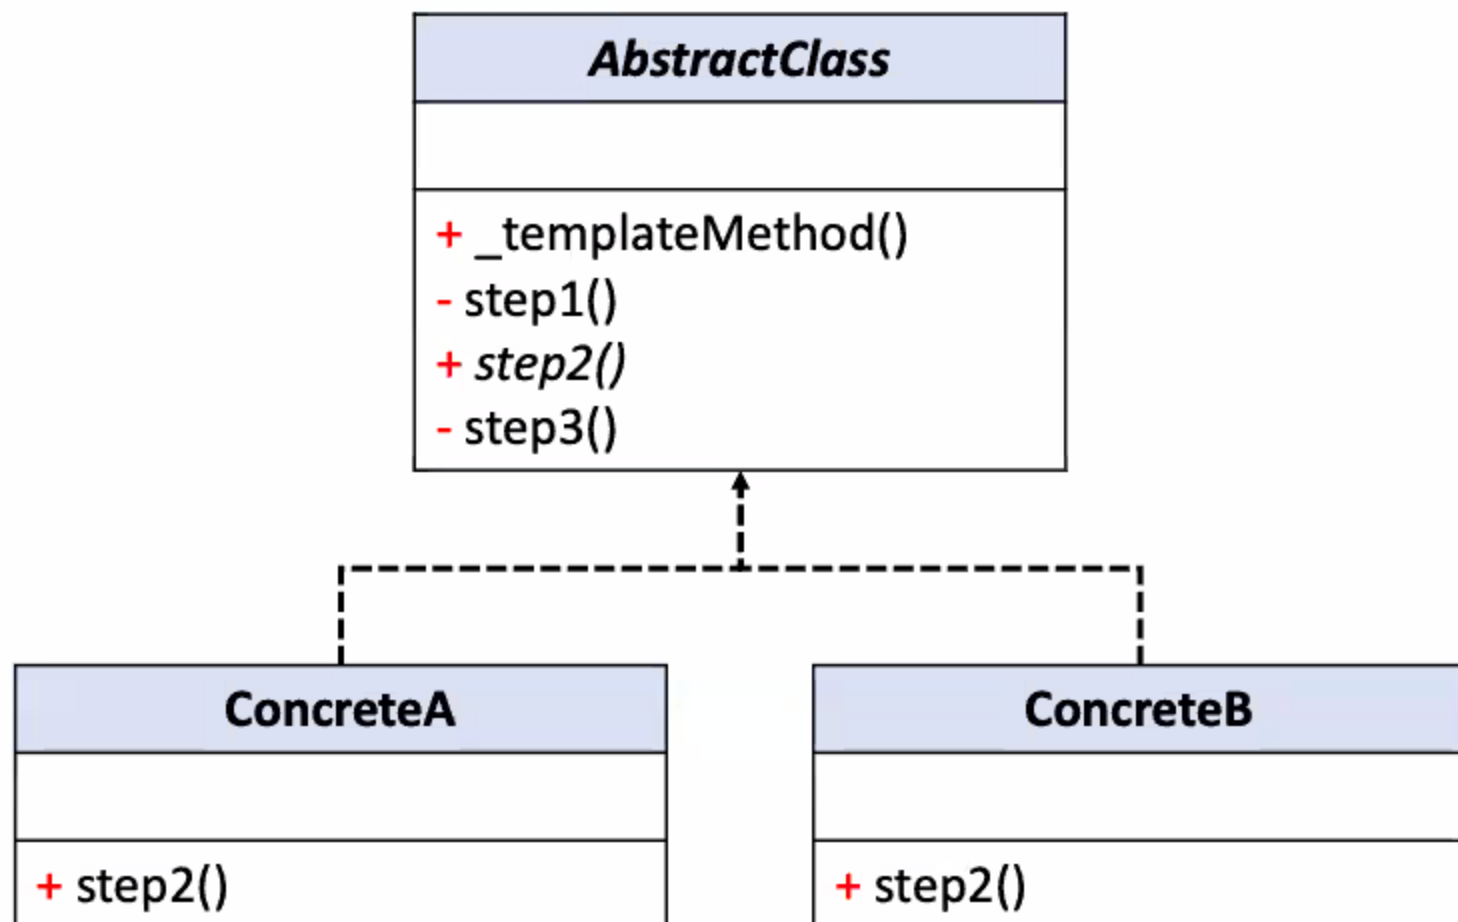 AbstractClass
+ _templateMethod()
- step1()
+ step2()
- step3()
ConcreteA
+ step2()
ConcreteB
+ step2()